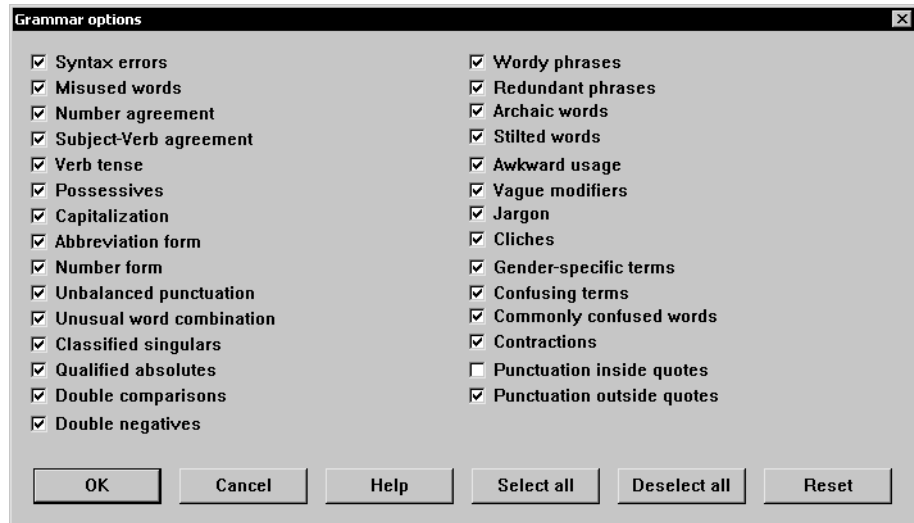 Grammar options
Syntax errors
Misused words
Number agreement
Subject-Verb agreement
Verb tense
Possessives
Capitalization
Abbreviation form
Number form
Unbalanced punctuation
Unusual word combination
Classified singulars
Qualified absolutes
Double comparisons
Double negatives
Wordy phrases
Redundant phrases
Archaic words
Stilted words
Awkward usage
Vague modifiers
Jargon
Cliches
Gender-specific terms
Confusing terms
Commonly confused words
Contractions
Punctuation inside quotes
Punctuation outside quotes
OK Cancel Help Select all Deselect all Reset